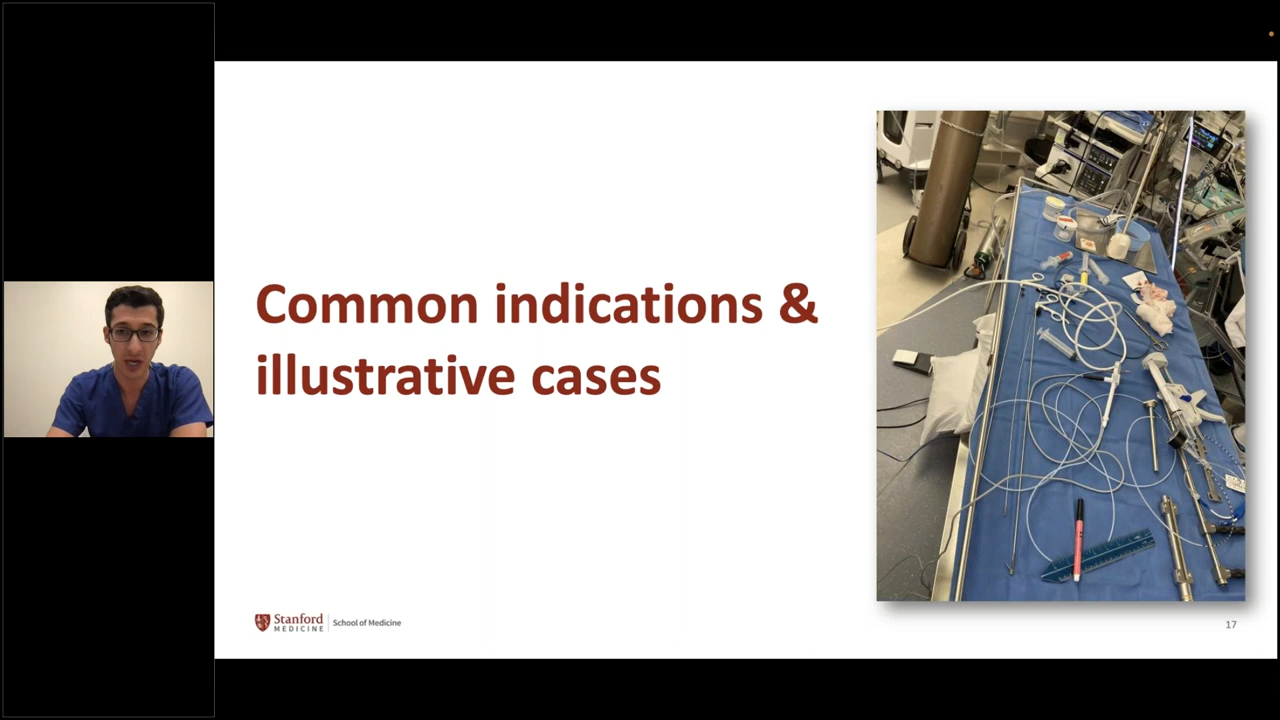 Common indications &
illustrative cases
Stanford
MEDICINE
School of Medicine
17